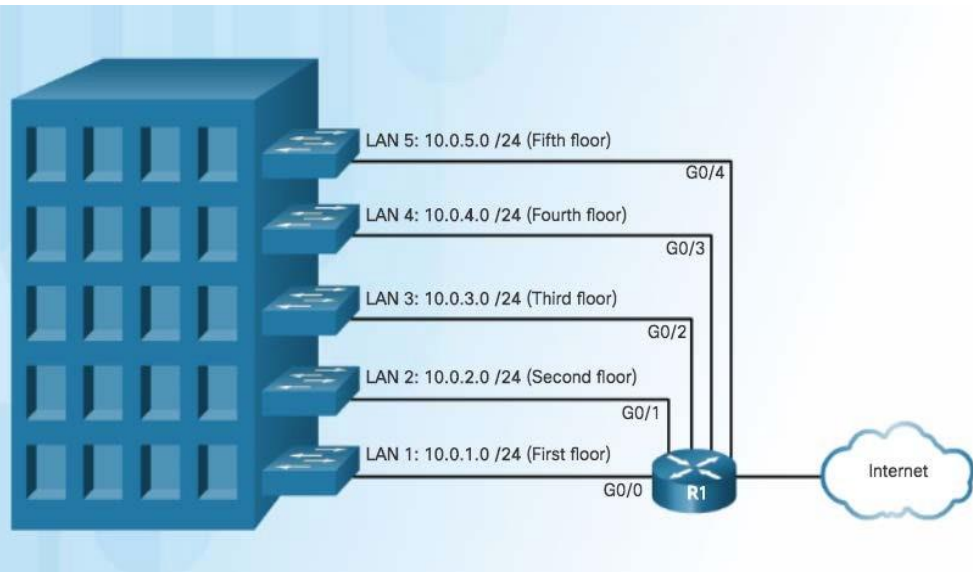 LAN 5: 10.0.5.0 /24 (Fifth floor)
G0/4
LAN 4: 10.0.4.0 /24 (Fourth floor)
G0/3
LAN 3: 10.0.3.0 /24 (Third floor)
G0/2
LAN 2: 10.0.2.0 /24 (Second floor)
G0/1
LAN 1: 10.0.1.0 /24 (First floor)
G0/0
R1
Internet